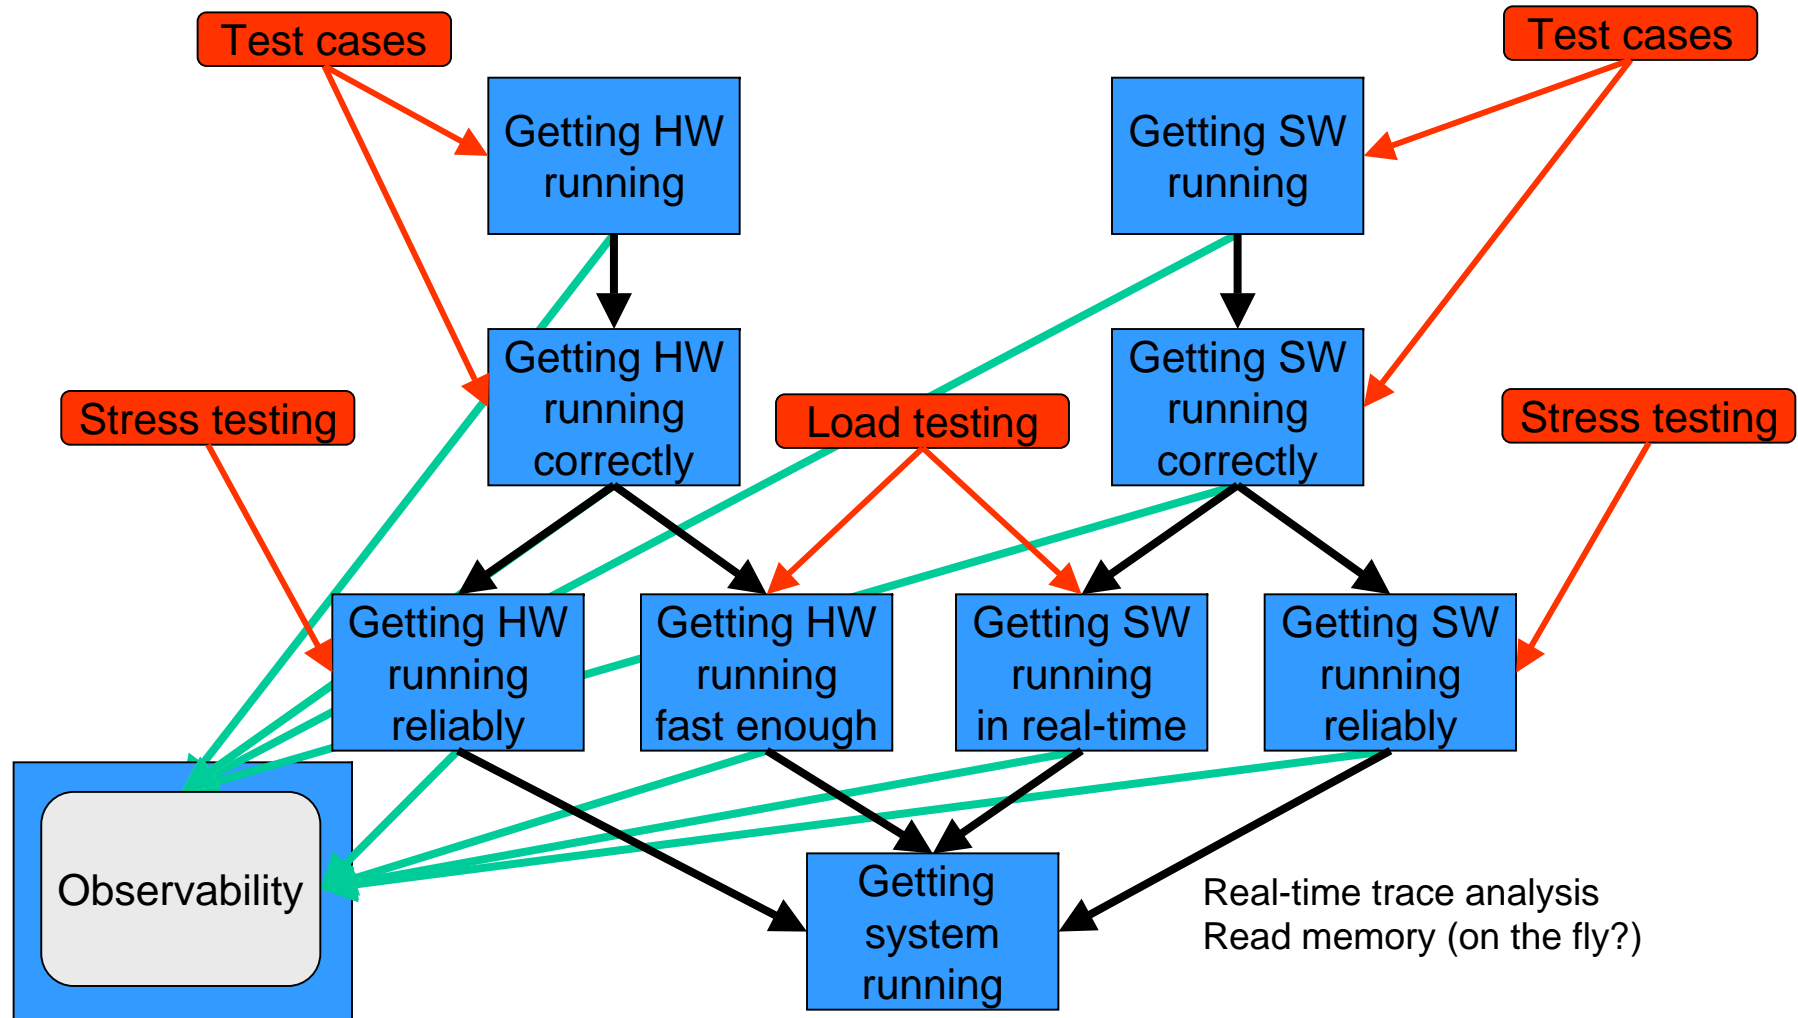 Test cases
Test cases
Getting HW
running
Getting SW
running
Getting HW
running
correctly
Getting SW
running
correctly
Stress testing
Load testing
Stress testing
Getting HW
running
reliably
Getting HW
running
fast enough
Getting SW
running
in real-time
Getting SW
running
reliably
Observability
Getting
system
running
Real-time trace analysis
Read memory (on the fly?)